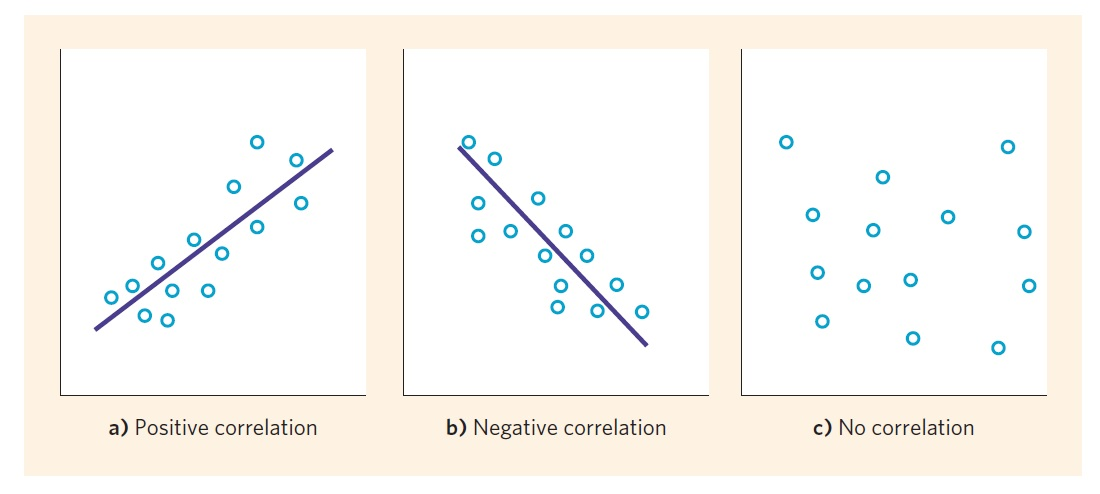 a) Positive correlation
b) Negative correlation
c) No correlation